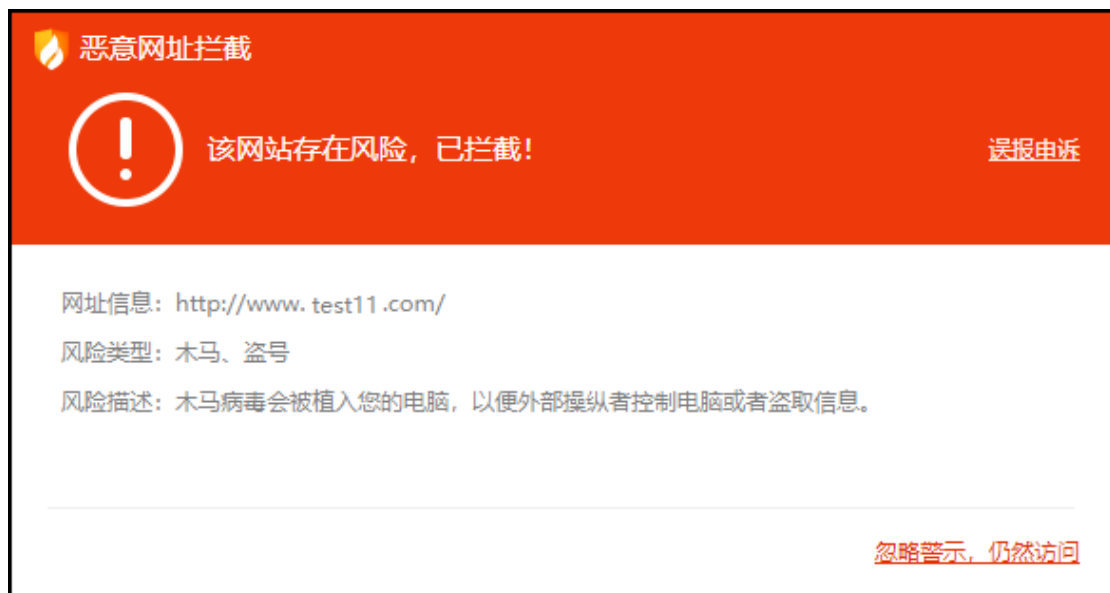 恶意网址拦截
该网站存在风险，已拦截！
误报申诉
网址信息：http://www. test11 .com/
风险类型：木马、盗号
风险描述：木马病毒会被植入您的电脑，以便外部操纵者控制电脑或者盗取信息。
忽略警示，仍然访问